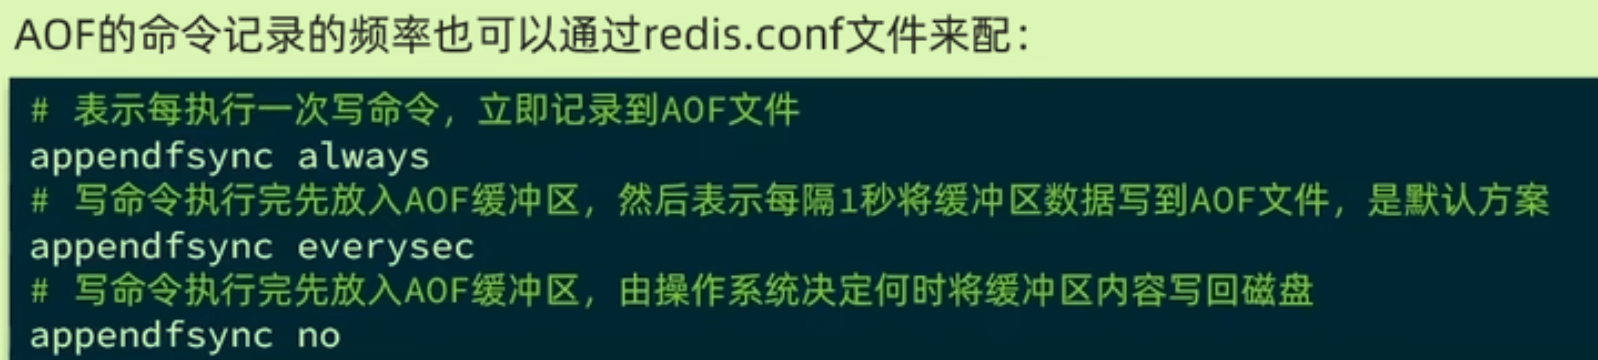 AOF的命令记录的频率也可以通过redis.conf文件来配：
# 表示每执行一次写命令，立即记录到AOF文件
appendfsync always
# 写命令执行完先放入AOF缓冲区，然后表示每隔1秒将缓冲区数据写到AOF文件，是默认方案
appendfsync everysec
# 写命令执行完先放入AOF缓冲区，由操作系统决定何时将缓冲区内容写回磁盘
appendfsync no